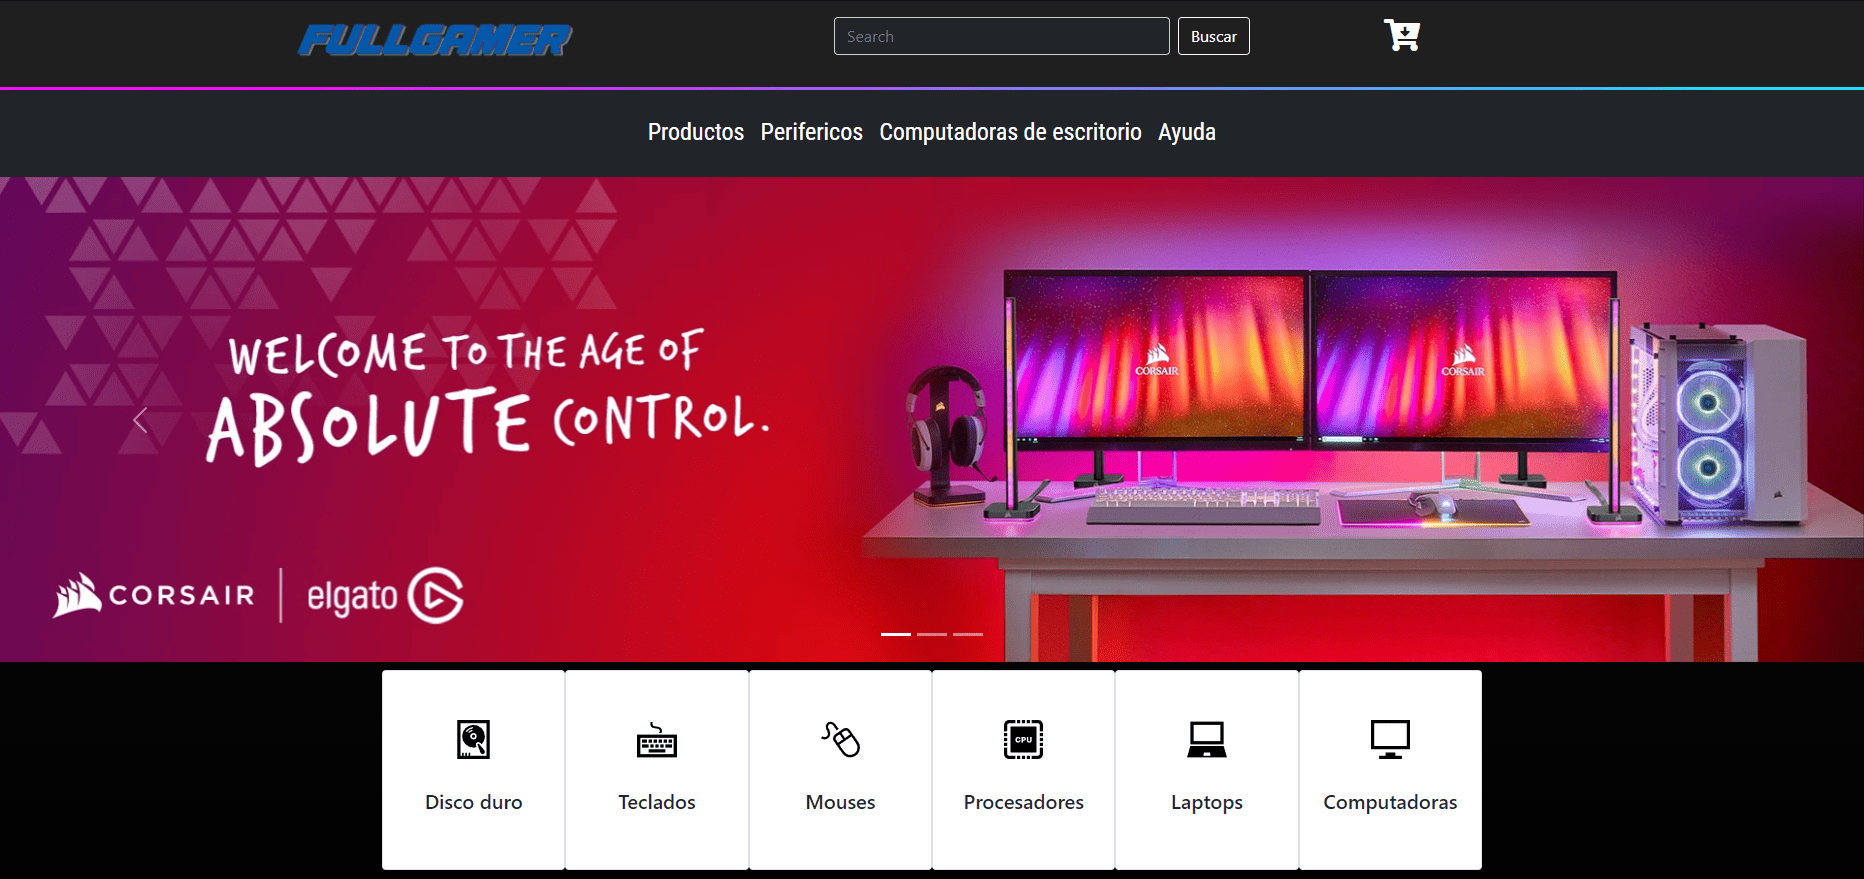 FULLGAMER
Search
Buscar
Productos Perifericos Computadoras de escritorio Ayuda
WELCOME TO THE AGE OF
ABSOLUTE CONTROL.
CORSAIR
CORSAIR
CORSAIR | elgato
CPU
Disco duro
Teclados
Mouses
Procesadores
Laptops
Computadoras